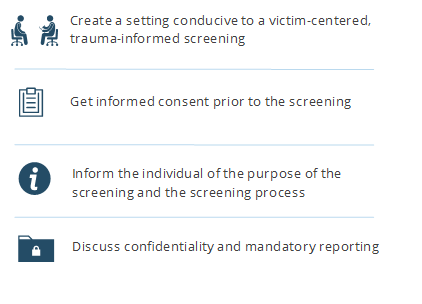 Create a setting conducive to a victim-centered,
trauma-informed screening
Get informed consent prior to the screening
Inform the individual of the purpose of the
screening and the screening process
Discuss confidentiality and mandatory reporting